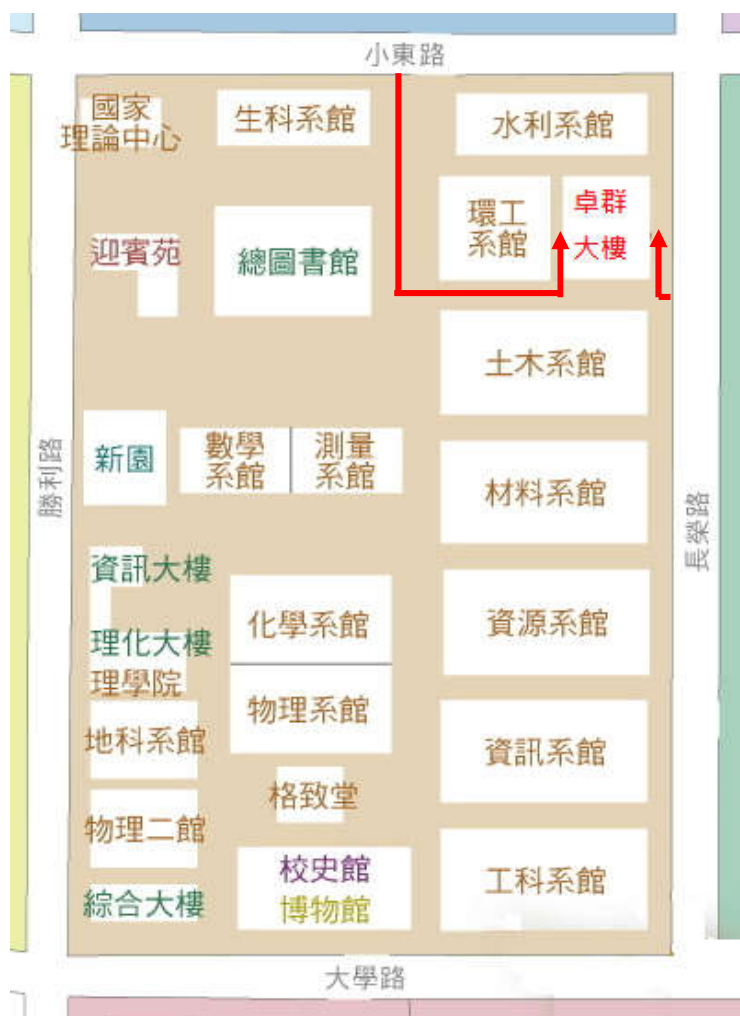 小東路
國家
理論中心
生科系館
水利系館
迎賓苑
總圖書館
環工
系館
卓群
大樓
土木系館
新園
數學
系館
測量
系館
材料系館
勝利路
長榮路
資訊大樓
理化大樓
理學院
化學系館
資源系館
地科系館
物理系館
資訊系館
格致堂
物理二館
綜合大樓
校史館
博物館
工科系館
大學路